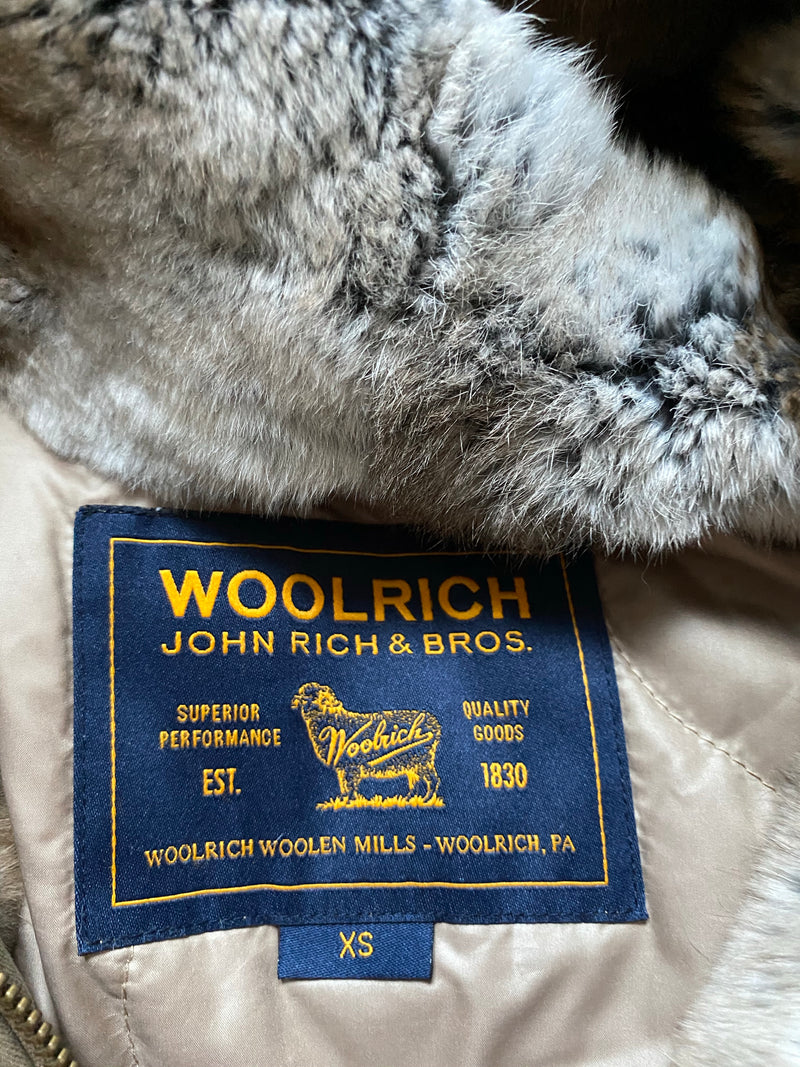 WOOLRICH
JOHN RICH & BROS.
SUPERIOR
PERFORMANCE
Woolrich
QUALITY
GOODS
EST.
1830
WOOLRICH WOOLEN MILLS - WOOLRICH, PA
XS